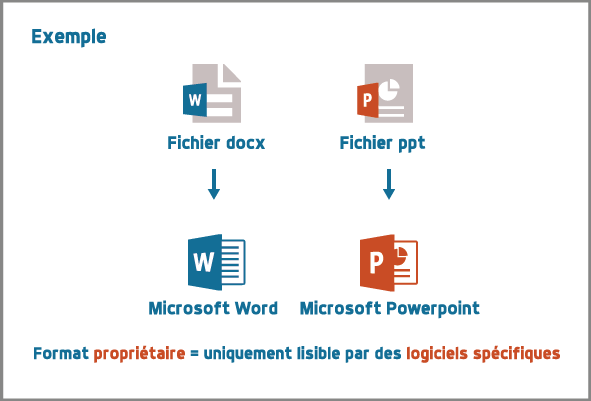 Exemple
W P
Fichier docx Fichier ppt
W P
Microsoft Word Microsoft Powerpoint
Format propriétaire = uniquement lisible par des logiciels spécifiques